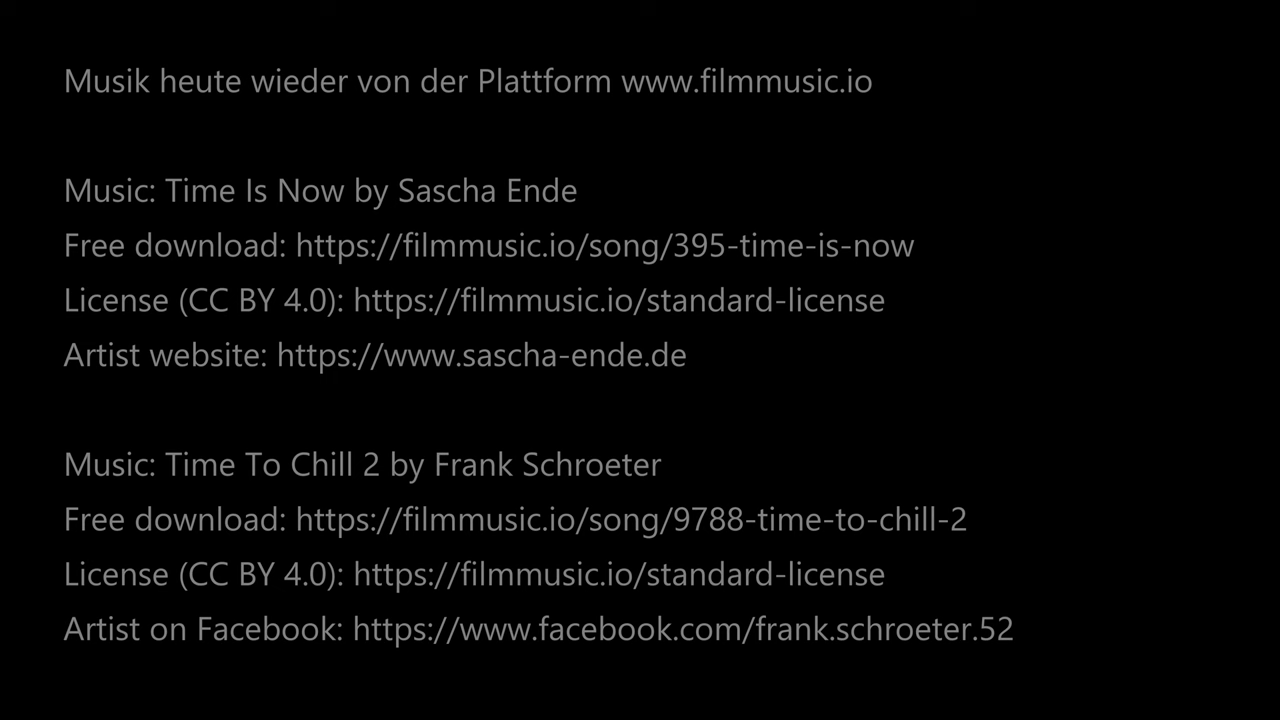 Musik heute wieder von der Plattform www.filmmusic.io
Music: Time Is Now by Sascha Ende
Free download: https://filmmusic.io/song/395-time-is-now
License (CC BY 4.0): https://filmmusic.io/standard-license
Artist website: https://www.sascha-ende.de
Music: Time To Chill 2 by Frank Schroeter
Free download: https://filmmusic.io/song/9788-time-to-chill-2
License (CC BY 4.0): https://filmmusic.io/standard-license
Artist on Facebook: https://www.facebook.com/frank.schroeter.52